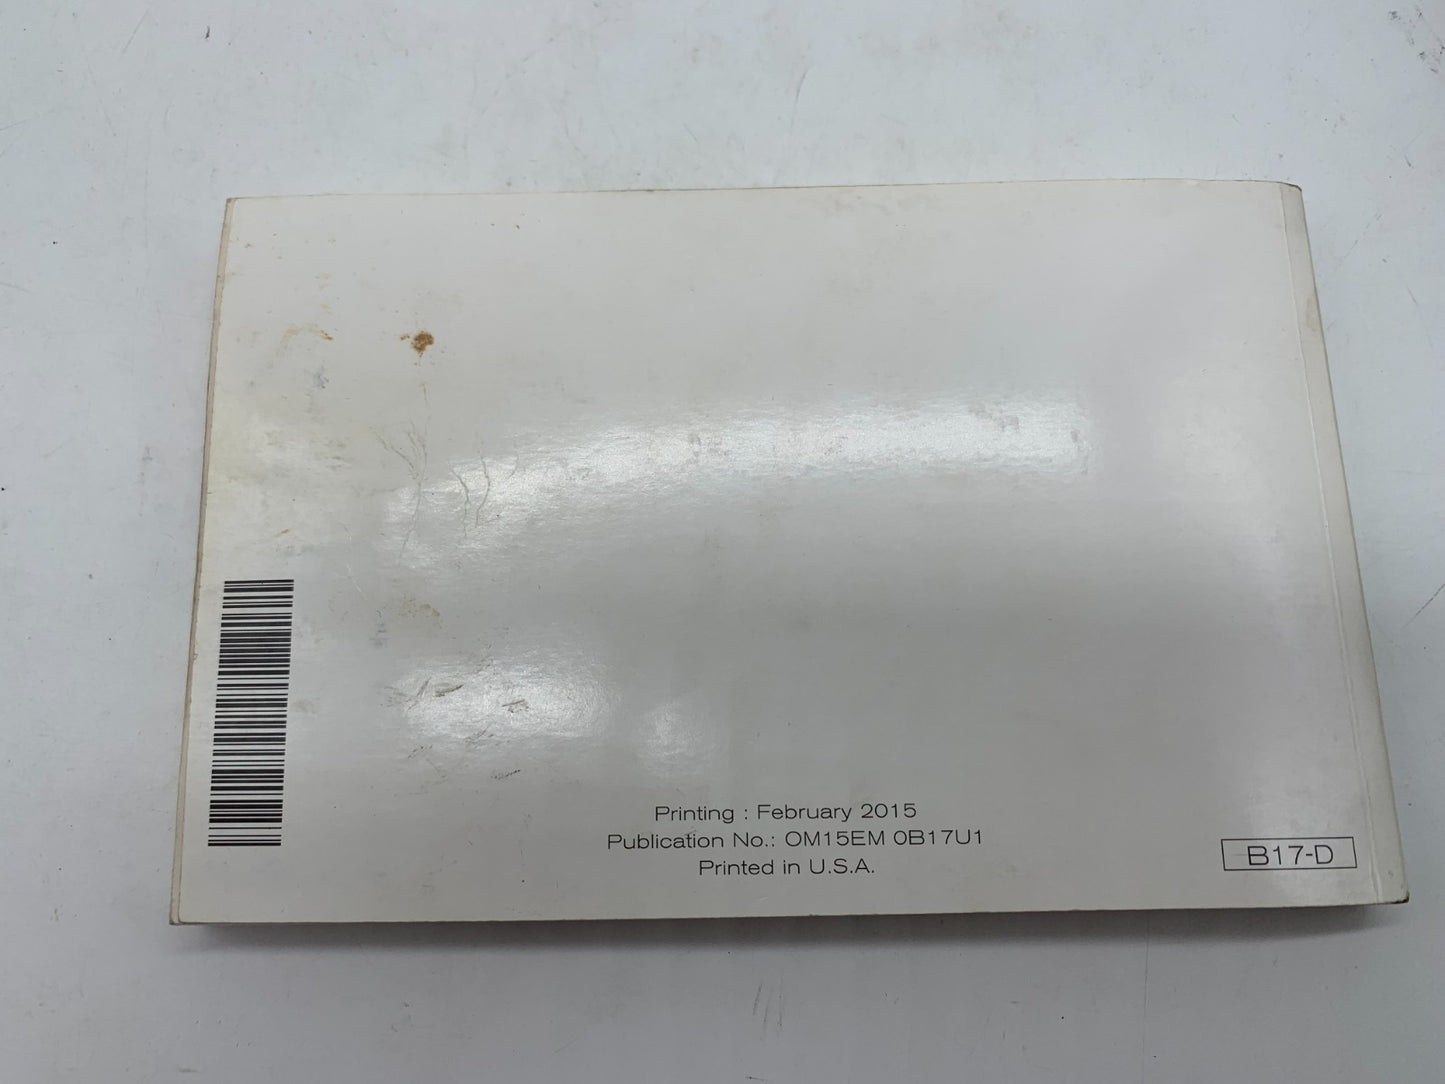 Printing : February 2015
Publication No.: OM15EM 0B17U1
Printed in U.S.A.
B17-D